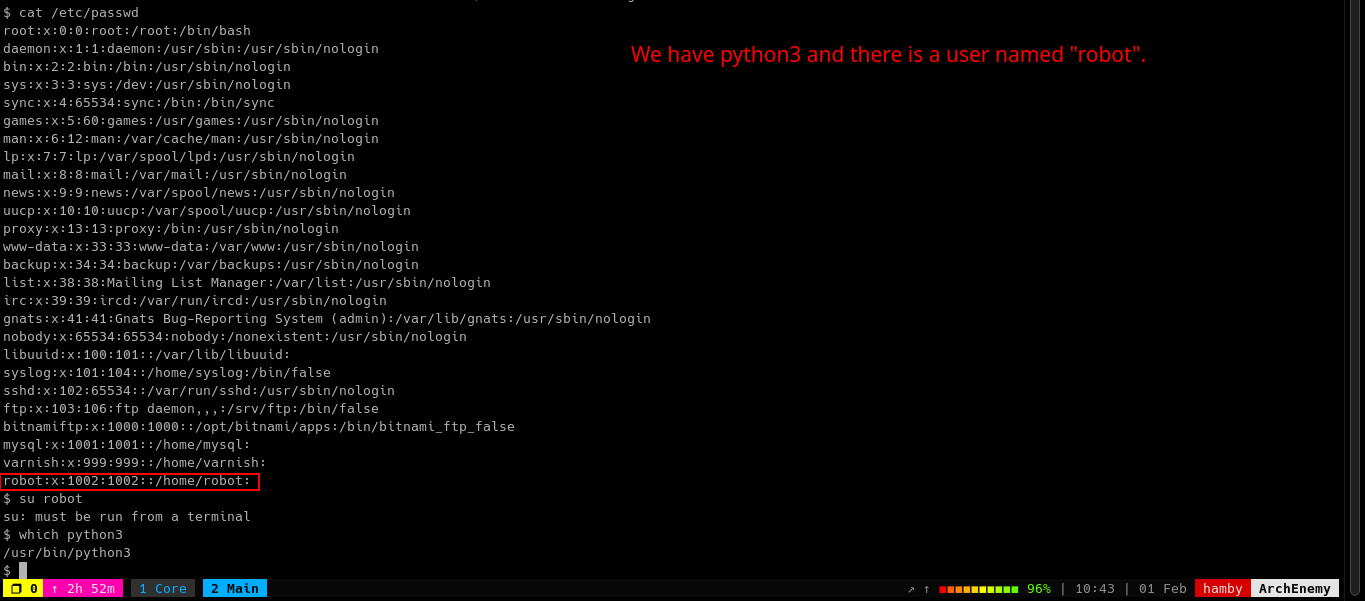 $ cat /etc/passwd
root:x:0:0:root:/root:/bin/bash
We have python3 and there is a user named "robot".
daemon:x:1:1:daemon:/usr/sbin:/usr/sbin/nologin
bin:x:2:2:bin:/bin:/usr/sbin/nologin
sys:x:3:3:sys:/dev:/usr/sbin/nologin
sync:x:4:65534:sync:/bin:/bin/sync
games:x:5:60:games:/usr/games:/usr/sbin/nologin
man:x:6:12:man:/var/cache/man:/usr/sbin/nologin
lp:x:7:7:lp:/var/spool/lpd:/usr/sbin/nologin
mail:x:8:8:mail:/var/mail:/usr/sbin/nologin
news:x:9:9:news:/var/spool/news:/usr/sbin/nologin
uucp:x:10:10:uucp:/var/spool/uucp:/usr/sbin/nologin
proxy:x:13:13:proxy:/bin:/usr/sbin/nologin
www-data:x:33:33:www-data:/var/www:/usr/sbin/nologin
backup:x:34:34:backup:/var/backups:/usr/sbin/nologin
list:x:38:38:Mailing List Manager:/var/list:/usr/sbin/nologin
irc:x:39:39:ircd:/var/run/ircd:/usr/sbin/nologin
gnats:x:41:41:Gnats Bug-Reporting System (admin):/var/lib/gnats:/usr/sbin/nologin
nobody:x:65534:65534:nobody:/nonexistent:/usr/sbin/nologin
libuuid:x:100:101::/var/lib/libuuid:
syslog:x:101:104::/home/syslog:/bin/false
sshd:x:102:65534::/var/run/sshd:/usr/sbin/nologin
ftp:x:103:106:ftp daemon,,,:/srv/ftp:/bin/false
bitnamiftp:x:1000:1000::/opt/bitnami/apps:/bin/bitnami_ftp_false
mysql:x:1001:1001::/home/mysql:
varnish:x:999:999::/home/varnish:
robot:x:1002:1002::/home/robot:
$ su robot
su: must be run from a terminal
$ which python3
/usr/bin/python3
$
0 ↑ 2h 52m 1 Core 2 Main ↗ ↑ 96% | 10:43 | 01 Feb hamby ArchEnemy